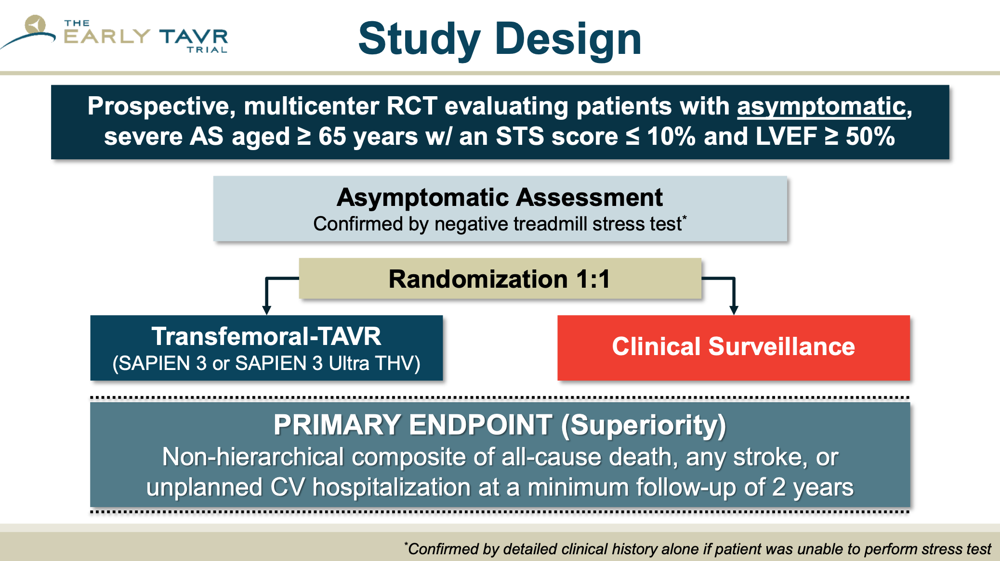 THE
EARLY TAVR
TRIAL
Study Design
Prospective, multicenter RCT evaluating patients with asymptomatic,
severe AS aged ≥ 65 years w/ an STS score ≤ 10% and LVEF ≥ 50%
Asymptomatic Assessment
Confirmed by negative treadmill stress test*
Randomization 1:1
Transfemoral-TAVR
(SAPIEN 3 or SAPIEN 3 Ultra THV)
Clinical Surveillance
PRIMARY ENDPOINT (Superiority)
Non-hierarchical composite of all-cause death, any stroke, or
unplanned CV hospitalization at a minimum follow-up of 2 years
*Confirmed by detailed clinical history alone if patient was unable to perform stress test